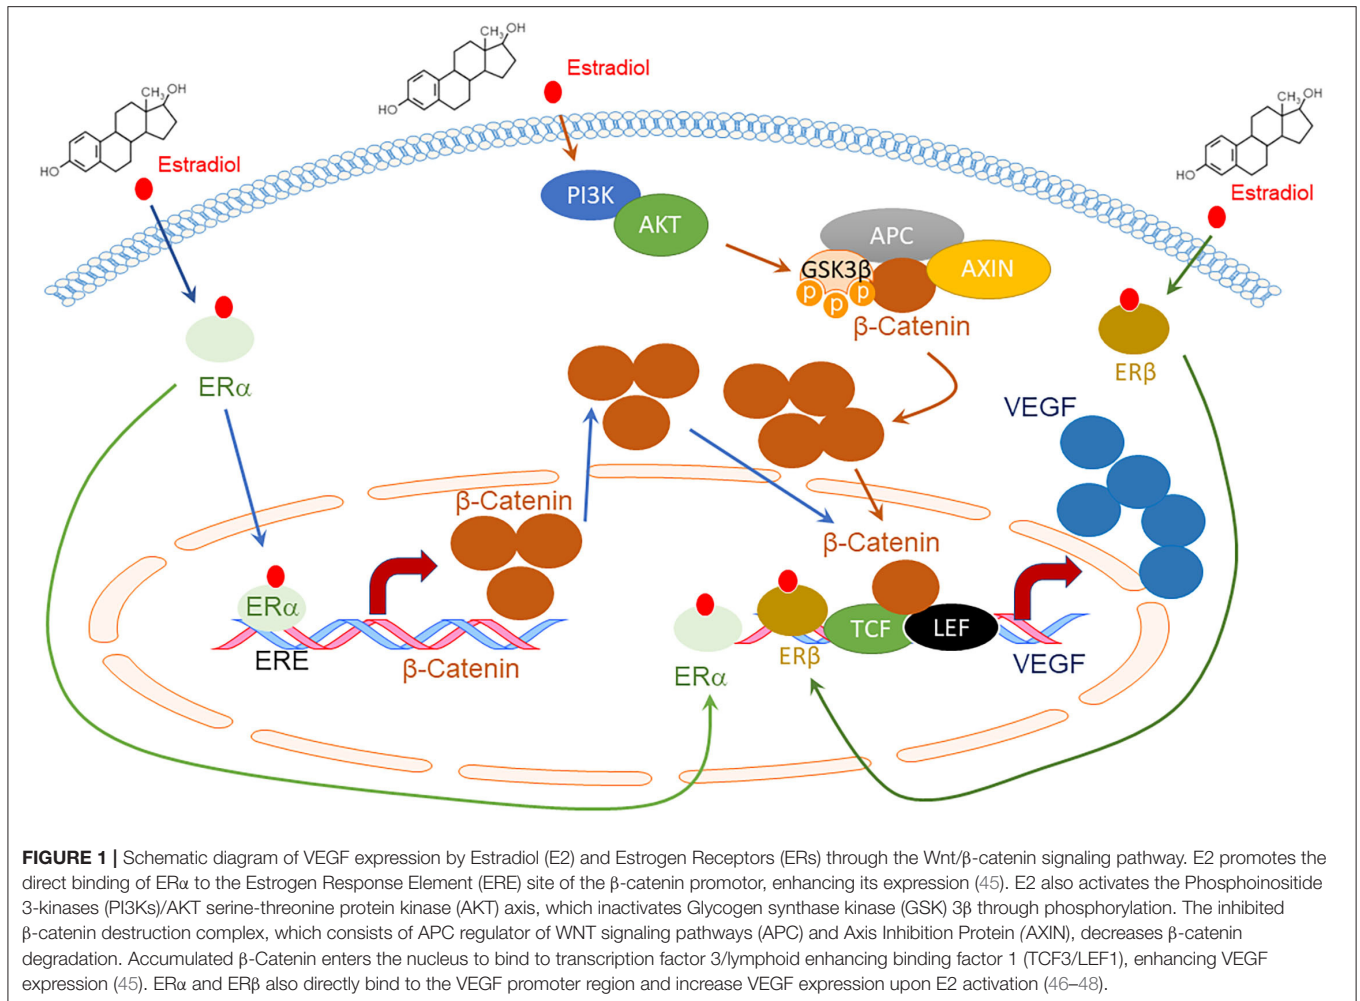 CH₃ OH
HO
Estradiol
CH₃ OH
HO
Estradiol
CH₃ OH
HO
Estradiol
PI3K
AKT
APC
GSK3β
AXIN
p p p
β-Catenin
ERα
ERβ
VEGF
β-Catenin
β-Catenin
ERα
ERE
β-Catenin
ERα
ERβ
TCF
LEF
VEGF
FIGURE 1 | Schematic diagram of VEGF expression by Estradiol (E2) and Estrogen Receptors (ERs) through the Wnt/β-catenin signaling pathway. E2 promotes the
direct binding of ERα to the Estrogen Response Element (ERE) site of the β-catenin promotor, enhancing its expression (45). E2 also activates the Phosphoinositide
3-kinases (PI3Ks)/AKT serine-threonine protein kinase (AKT) axis, which inactivates Glycogen synthase kinase (GSK) 3β through phosphorylation. The inhibited
β-catenin destruction complex, which consists of APC regulator of WNT signaling pathways (APC) and Axis Inhibition Protein (AXIN), decreases β-catenin
degradation. Accumulated β-Catenin enters the nucleus to bind to transcription factor 3/lymphoid enhancing binding factor 1 (TCF3/LEF1), enhancing VEGF
expression (45). ERα and ERβ also directly bind to the VEGF promoter region and increase VEGF expression upon E2 activation (46–48).